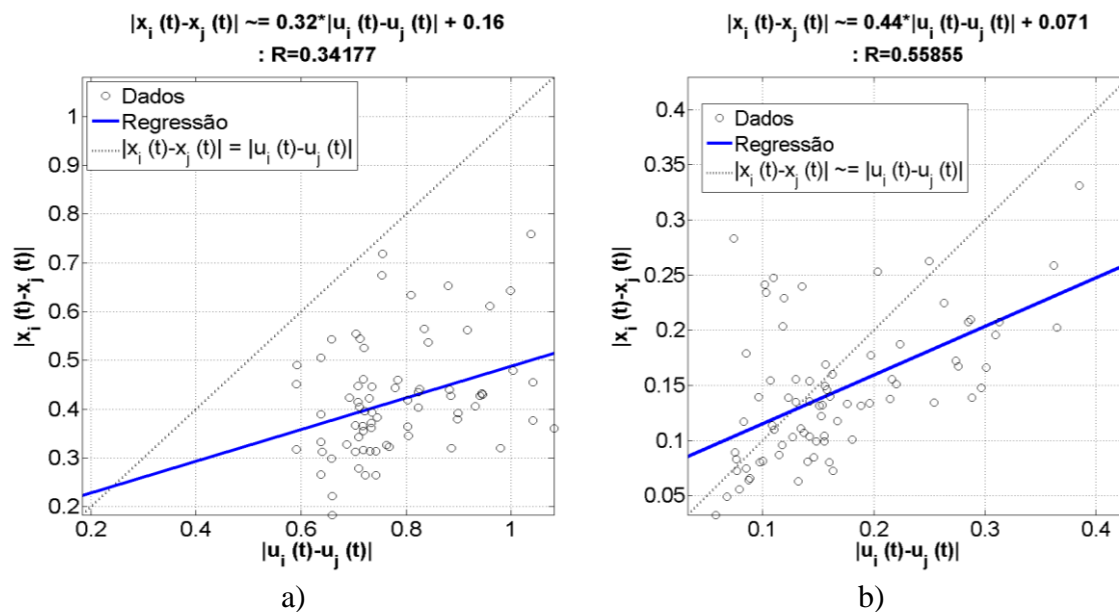 |x_i (t)-x_j (t)| ~= 0.32*|u_i (t)-u_j (t)| + 0.16
: R=0.34177
Dados
Regressão
|x_i (t)-x_j (t)| = |u_i (t)-u_j (t)|
1
0.9
0.8
0.7
0.6
0.5
0.4
0.3
0.2
|x_i (t)-x_j (t)|
0.2 0.4 0.6 0.8 1
|u_i (t)-u_j (t)|
a)
|x_i (t)-x_j (t)| ~= 0.44*|u_i (t)-u_j (t)| + 0.071
: R=0.55855
Dados
Regressão
|x_i (t)-x_j (t)| ~= |u_i (t)-u_j (t)|
0.4
0.35
0.3
0.25
0.2
0.15
0.1
0.05
|x_i (t)-x_j (t)|
0.1 0.2 0.3 0.4
|u_i (t)-u_j (t)|
b)